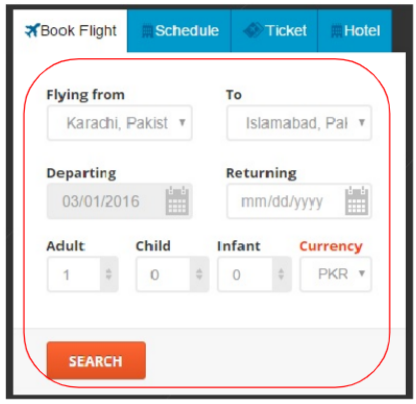 Book Flight Schedule Ticket Hotel
Flying from To
Karachi, Pakist Islamabad, Pak
Departing Returning
03/01/2016 mm/dd/yyyy
Adult Child Infant Currency
1 0 0 PKR
SEARCH